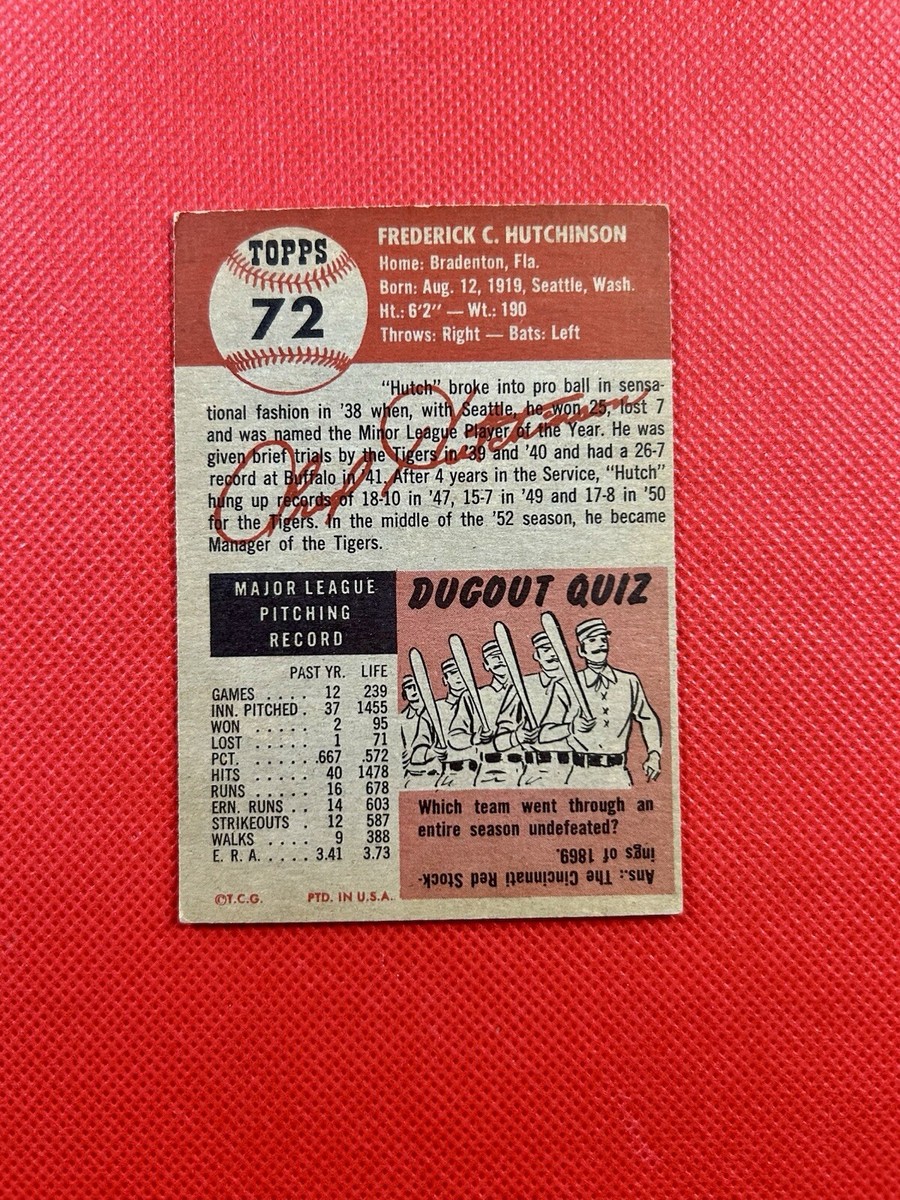 TOPPS
72
FREDERICK C. HUTCHINSON
Home: Bradenton, Fla.
Born: Aug. 12, 1919, Seattle, Wash.
Ht.: 6'2" — Wt.: 190
Throws: Right — Bats: Left
"Hutch" broke into pro ball in sensa-
tional fashion in '38 when, with Seattle, he won 25, lost 7
and was named the Minor League Player of the Year. He was
given brief trials by the Tigers in '39 and '40 and had a 26-7
record at Buffalo in '41. After 4 years in the Service, "Hutch"
hung up records of 18-10 in '47, 15-7 in '49 and 17-8 in '50
for the Tigers. In the middle of the '52 season, he became
Manager of the Tigers.
Fred Hutchinson
MAJOR LEAGUE
PITCHING
RECORD
PAST YR. LIFE
GAMES . . . . 12 239
INN. PITCHED . 37 1455
WON . . . . . 2 95
LOST . . . . . 1 71
PCT. . . . . . .667 .572
HITS . . . . . 40 1478
RUNS . . . . . 16 678
ERN. RUNS . . 14 603
STRIKEOUTS . 12 587
WALKS . . . . 9 388
E. R. A. . . . . 3.41 3.73
©T.C.G. PTD. IN U.S.A.
DUGOUT QUIZ
Which team went through an
entire season undefeated?
Ans.: The Cincinnati Red Stock-
ings of 1869.